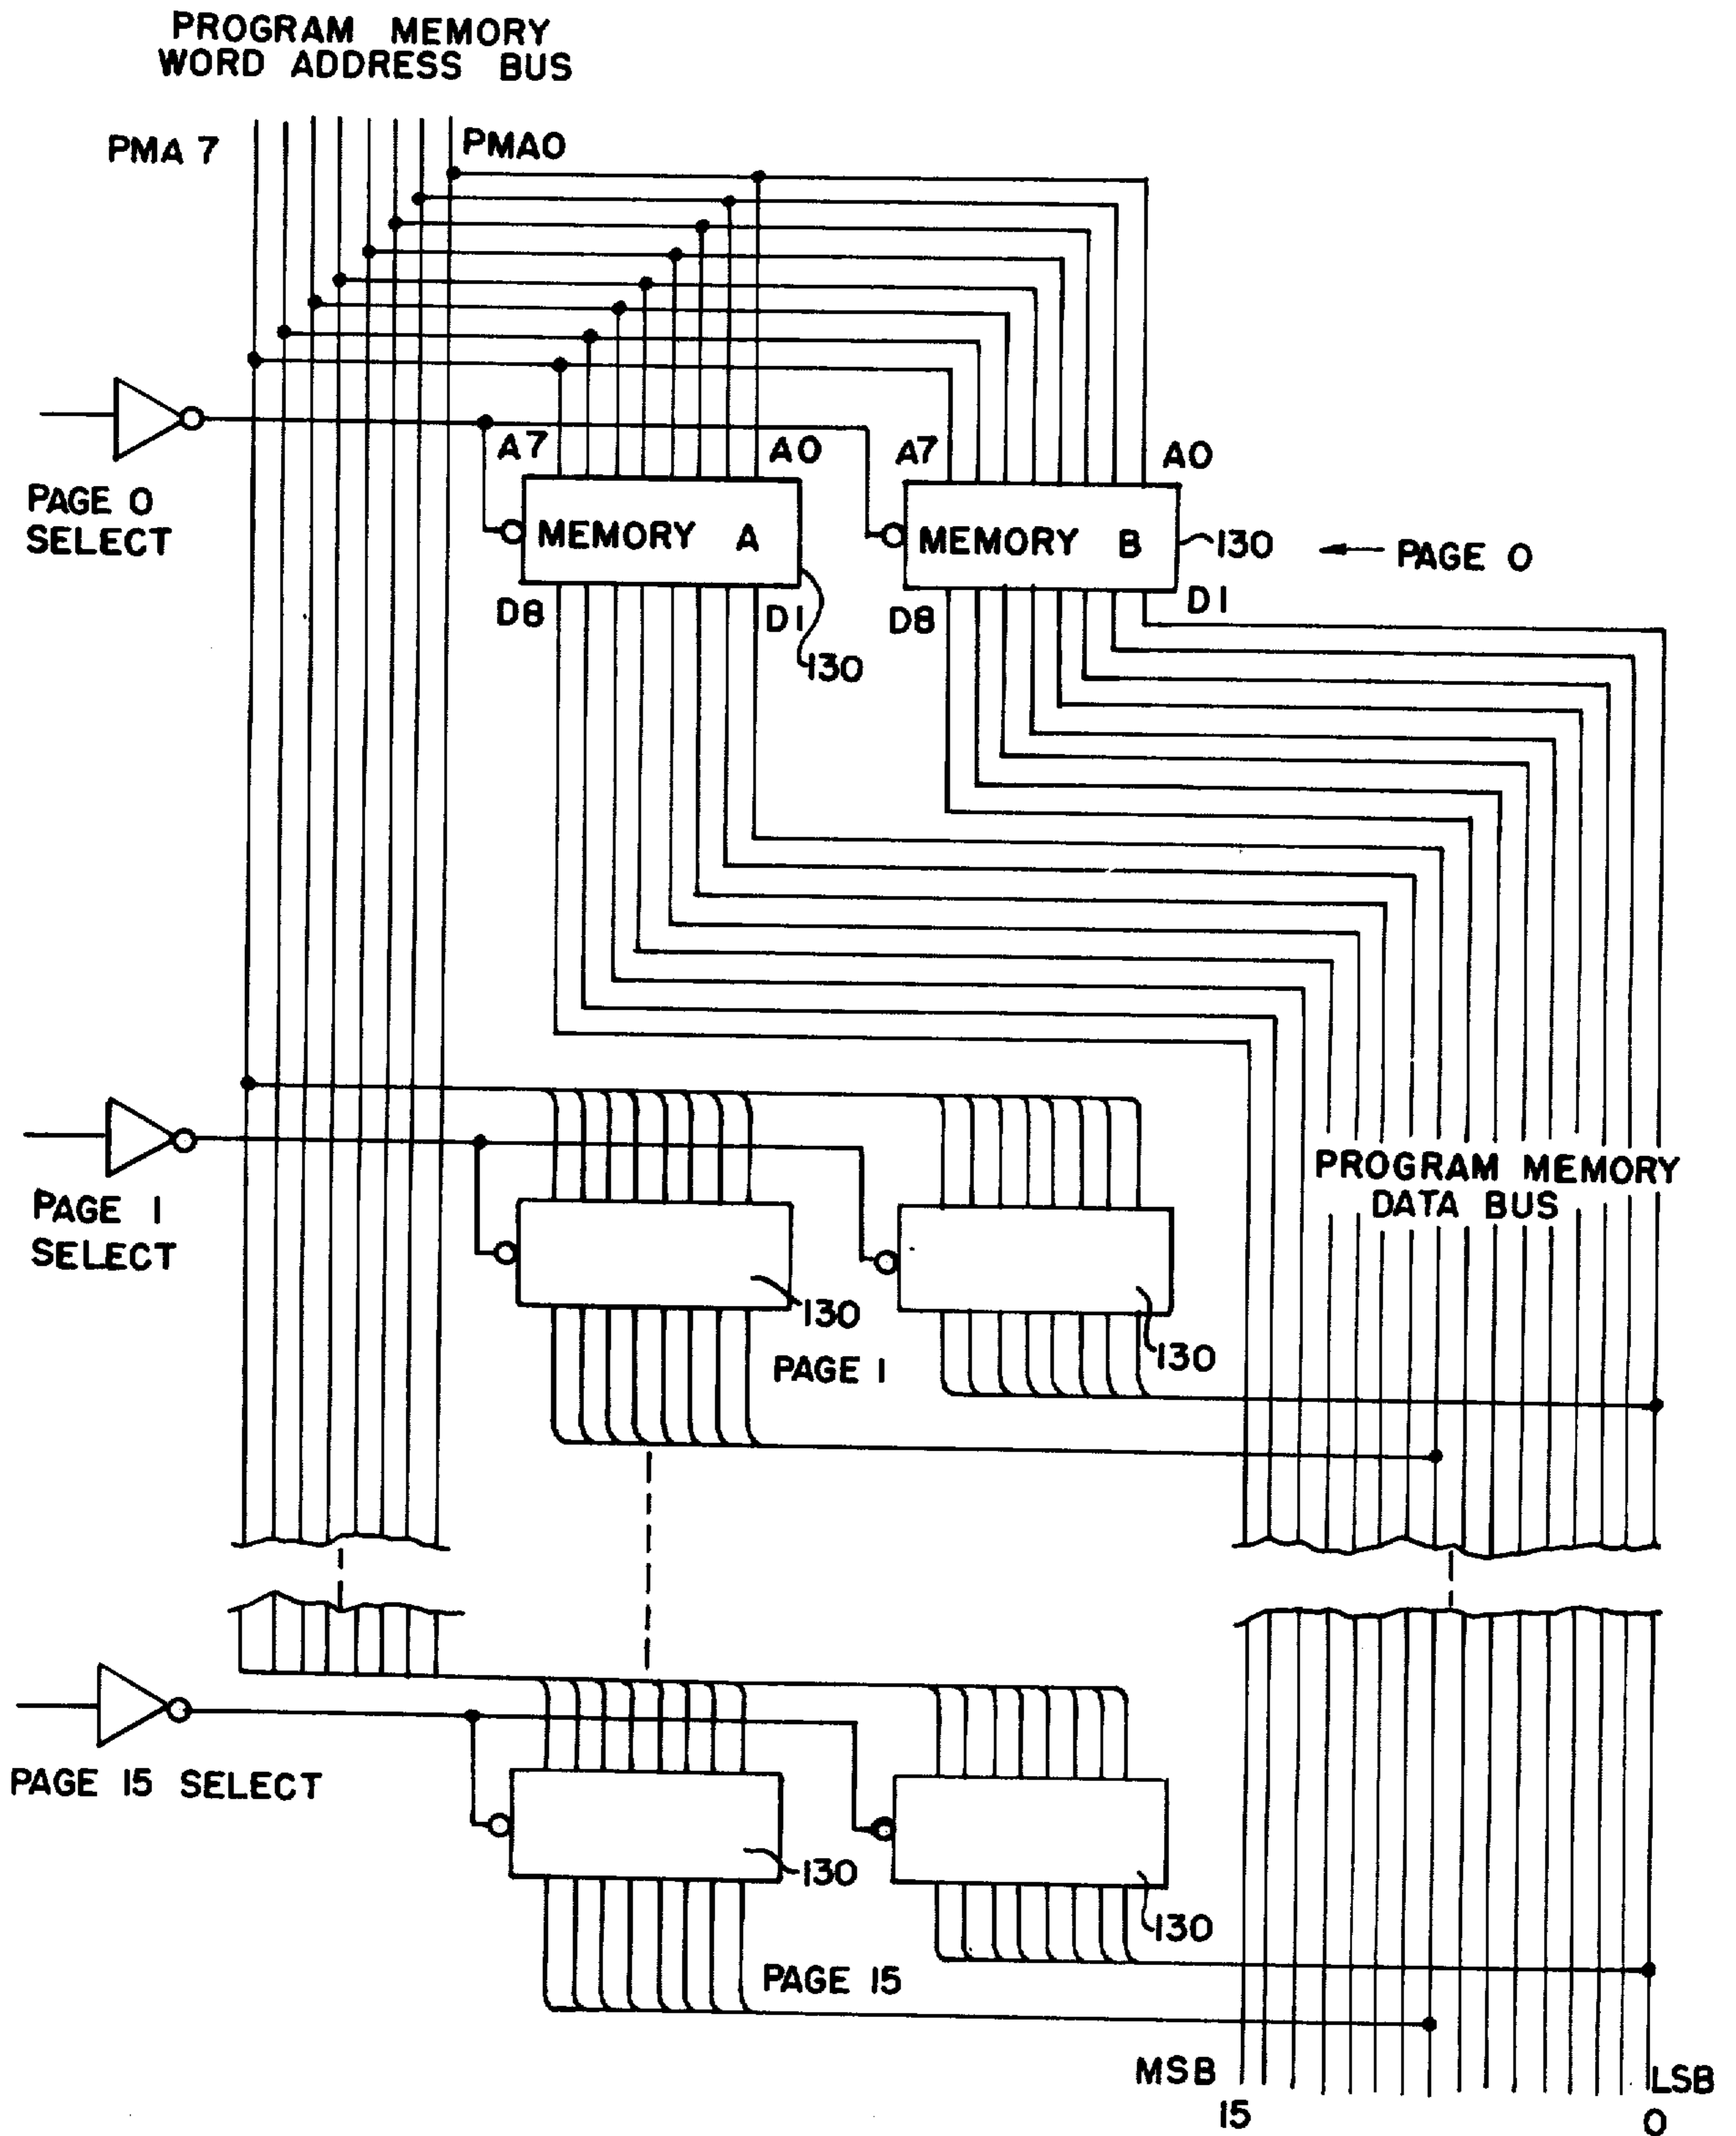 PROGRAM MEMORY
WORD ADDRESS BUS
PMA 7
PMA0
A7
A0
A7
A0
PAGE 0
SELECT
MEMORY A
MEMORY B
130
PAGE 0
D8
D1
D8
D1
130
PROGRAM MEMORY
DATA BUS
PAGE 1
SELECT
130
130
PAGE 1
PAGE 15 SELECT
130
130
PAGE 15
MSB
LSB
15
0